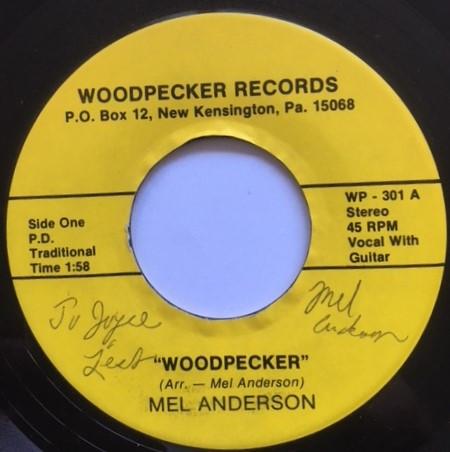 WOODPECKER RECORDS
P.O. Box 12, New Kensington, Pa. 15068
Side One
P.D.
Traditional
Time 1:58
WP - 301 A
Stereo
45 RPM
Vocal With
Guitar
To Joyce
&
Mel
Anderson
"WOODPECKER"
(Arr. — Mel Anderson)
MEL ANDERSON